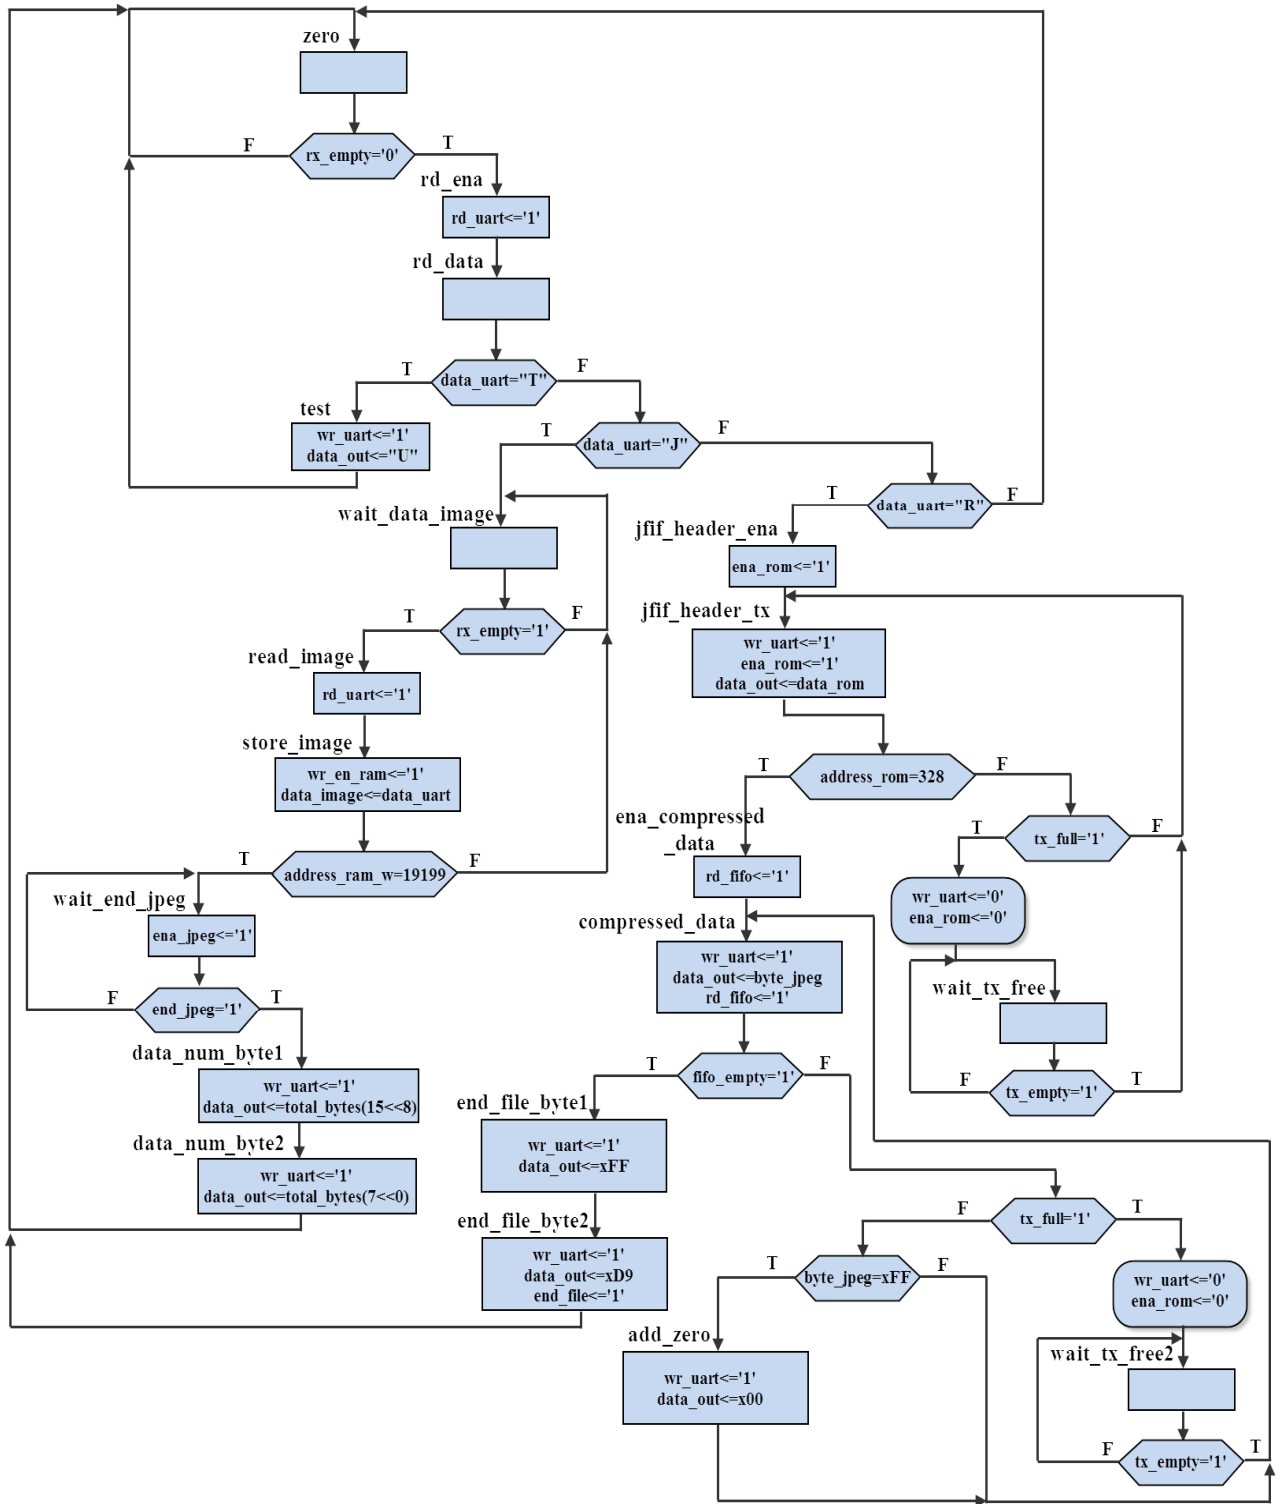 zero
F
T
rx_empty='0'
rd_ena
rd_uart<='1'
rd_data
T
F
data_uart="T"
test
wr_uart<='1'
data_out<="U"
T
F
data_uart="J"
T
F
data_uart="R"
wait_data_image
jfif_header_ena
ena_rom<='1'
T
F
rx_empty='1'
jfif_header_tx
wr_uart<='1'
ena_rom<='1'
data_out<=data_rom
read_image
rd_uart<='1'
store_image
wr_en_ram<='1'
data_image<=data_uart
T
F
address_rom=328
ena_compressed
_data
rd_fifo<='1'
T
F
tx_full='1'
T
F
address_ram_w=19199
wr_uart<='0'
ena_rom<='0'
wait_end_jpeg
ena_jpeg<='1'
compressed_data
wr_uart<='1'
data_out<=byte_jpeg
rd_fifo<='1'
wait_tx_free
F
T
end_jpeg='1'
F
T
tx_empty='1'
data_num_byte1
wr_uart<='1'
data_out<=total_bytes(15<<8)
T
F
fifo_empty='1'
end_file_byte1
wr_uart<='1'
data_out<=xFF
data_num_byte2
wr_uart<='1'
data_out<=total_bytes(7<<0)
F
T
tx_full='1'
end_file_byte2
wr_uart<='1'
data_out<=xD9
end_file<='1'
T
F
byte_jpeg=xFF
wr_uart<='0'
ena_rom<='0'
add_zero
wr_uart<='1'
data_out<=x00
wait_tx_free2
F
T
tx_empty='1'